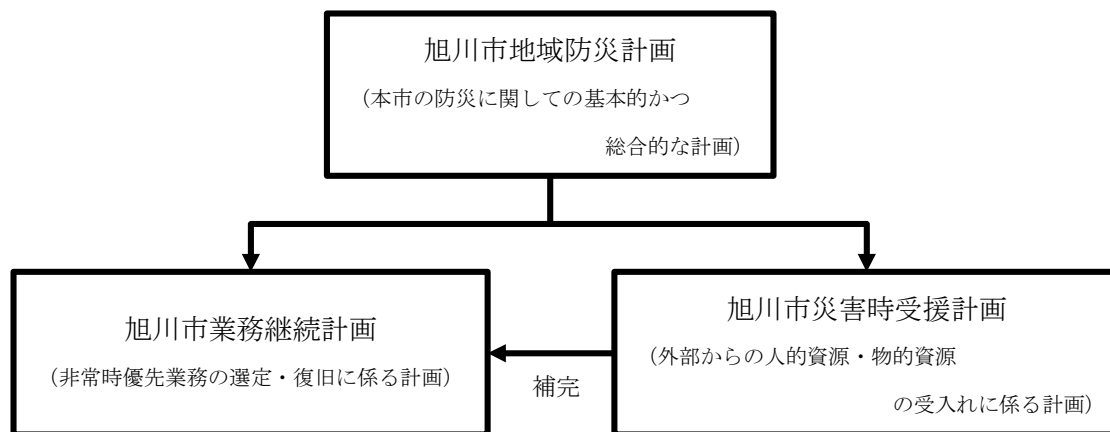 旭川市地域防災計画
（本市の防災に関しての基本的かつ
総合的な計画）
旭川市業務継続計画
（非常時優先業務の選定・復旧に係る計画）
補完
旭川市災害時受援計画
（外部からの人的資源・物的資源
の受入れに係る計画）